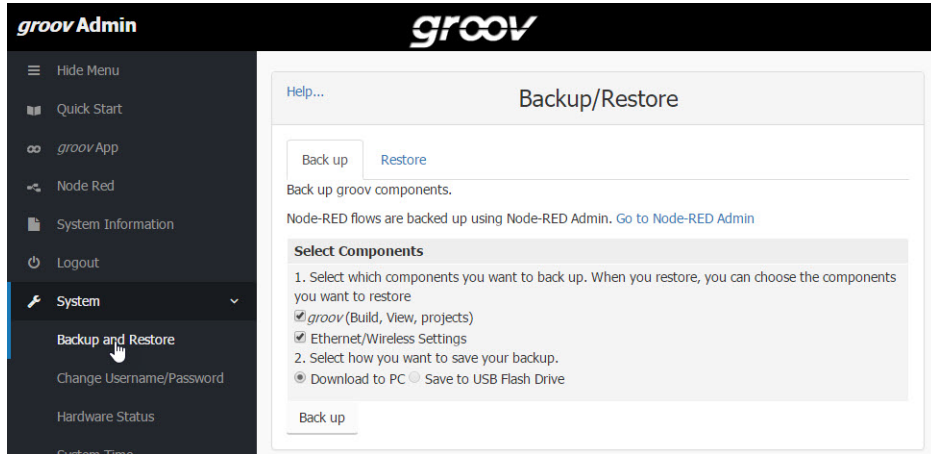 groov Admin
groov
Hide Menu
Quick Start
groov App
Node Red
System Information
Logout
System
Backup and Restore
Change Username/Password
Hardware Status
System Time
Help...
Backup/Restore
Back up
Restore
Back up groov components.
Node-RED flows are backed up using Node-RED Admin. Go to Node-RED Admin
Select Components
1. Select which components you want to back up. When you restore, you can choose the components
you want to restore
groov (Build, View, projects)
Ethernet/Wireless Settings
2. Select how you want to save your backup.
Download to PC Save to USB Flash Drive
Back up